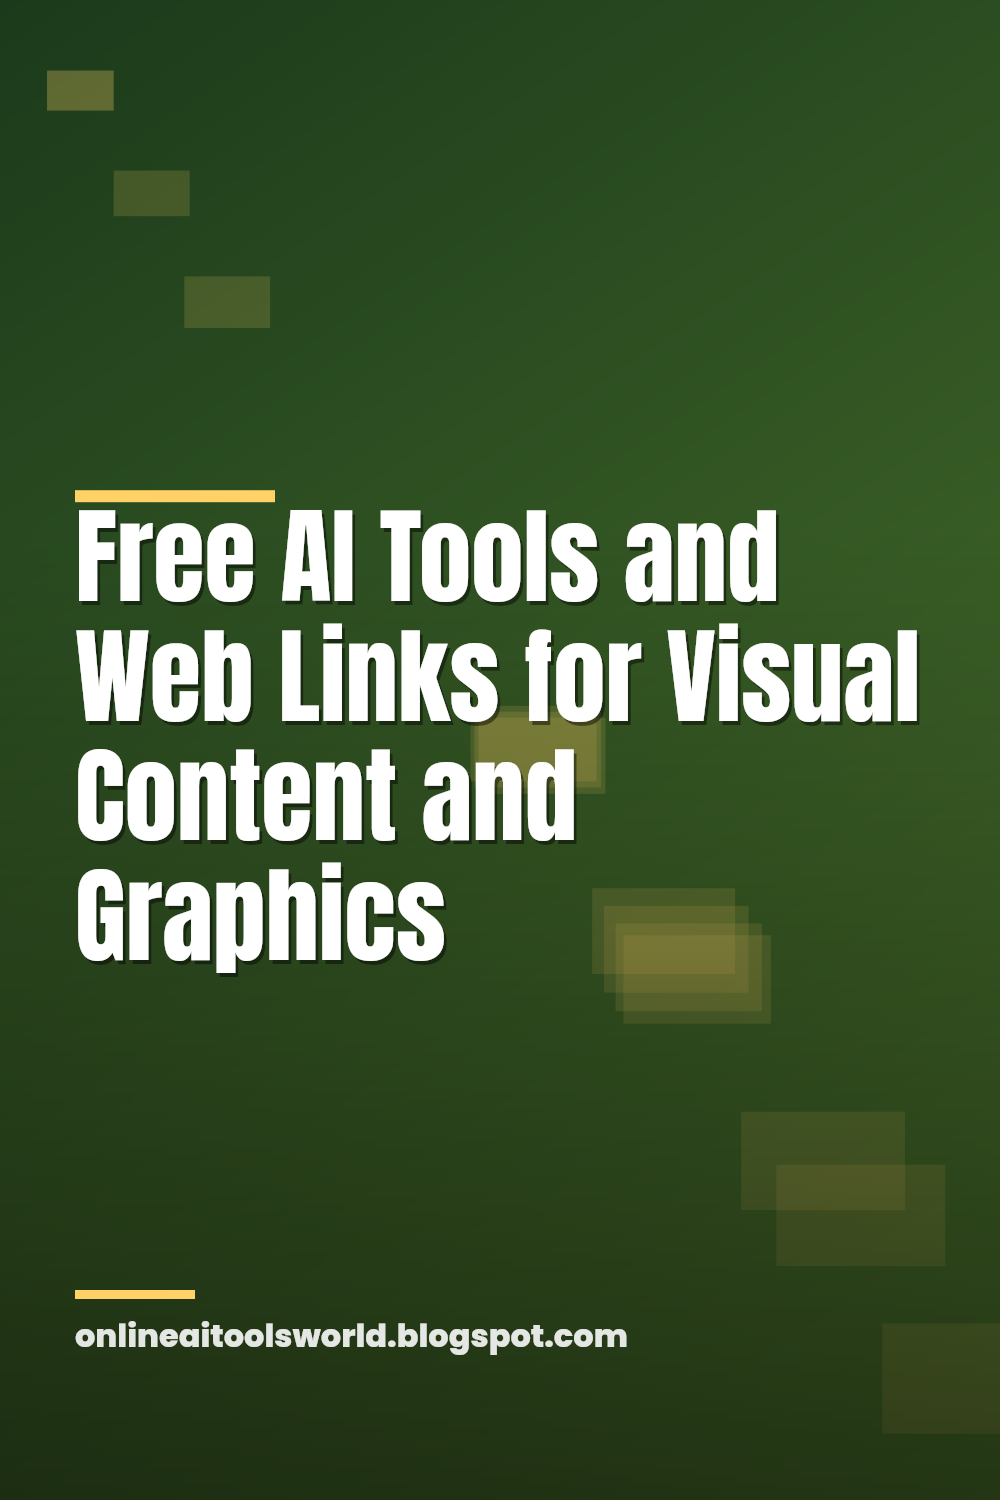 Free AI Tools and
Web Links for Visual
Content and
Graphics
onlineaitoolsworld.blogspot.com